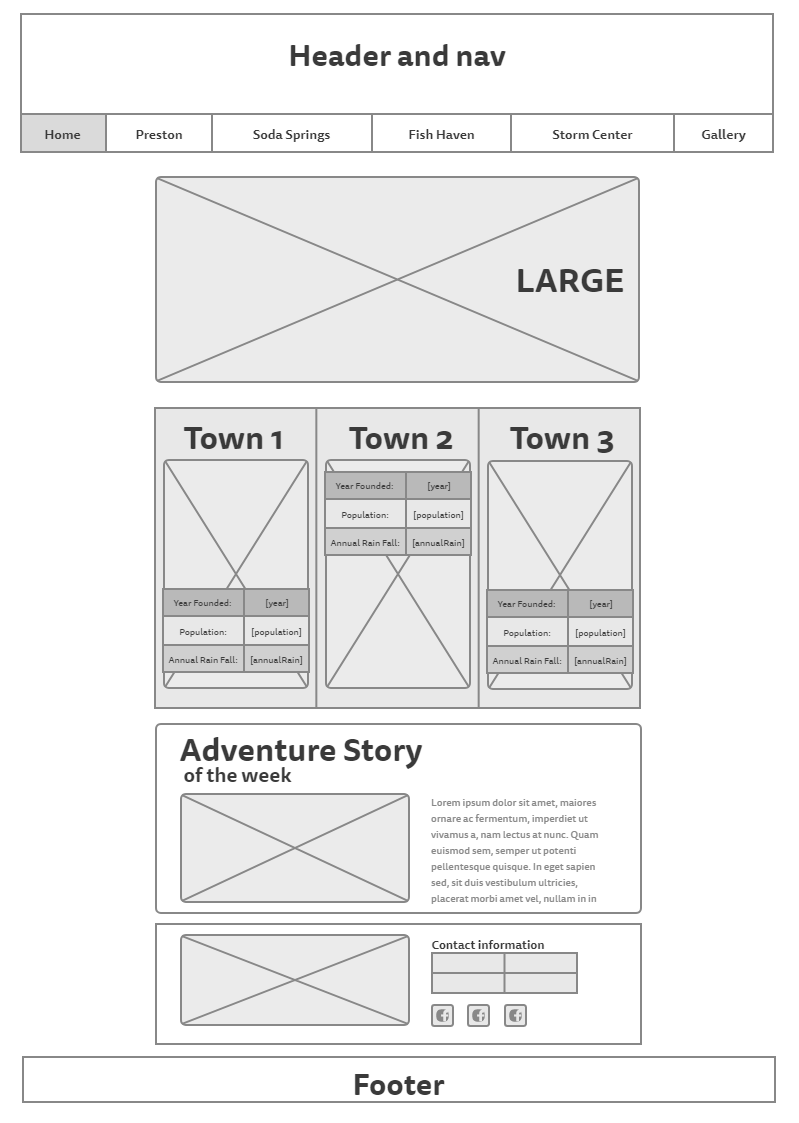 Header and nav
Home Preston Soda Springs Fish Haven Storm Center Gallery
LARGE
Town 1
Year Founded: [year]
Population: [population]
Annual Rain Fall: [annualRain]
Town 2
Year Founded: [year]
Population: [population]
Annual Rain Fall: [annualRain]
Town 3
Year Founded: [year]
Population: [population]
Annual Rain Fall: [annualRain]
Adventure Story
of the week
Lorem ipsum dolor sit amet, maiores
ornare ac fermentum, imperdiet ut
vivamus a, nam lectus at nunc. Quam
euismod sem, semper ut potenti
pellentesque quisque. In eget sapien
sed, sit duis vestibulum ultricies,
placerat morbi amet vel, nullam in in
Contact information
Footer